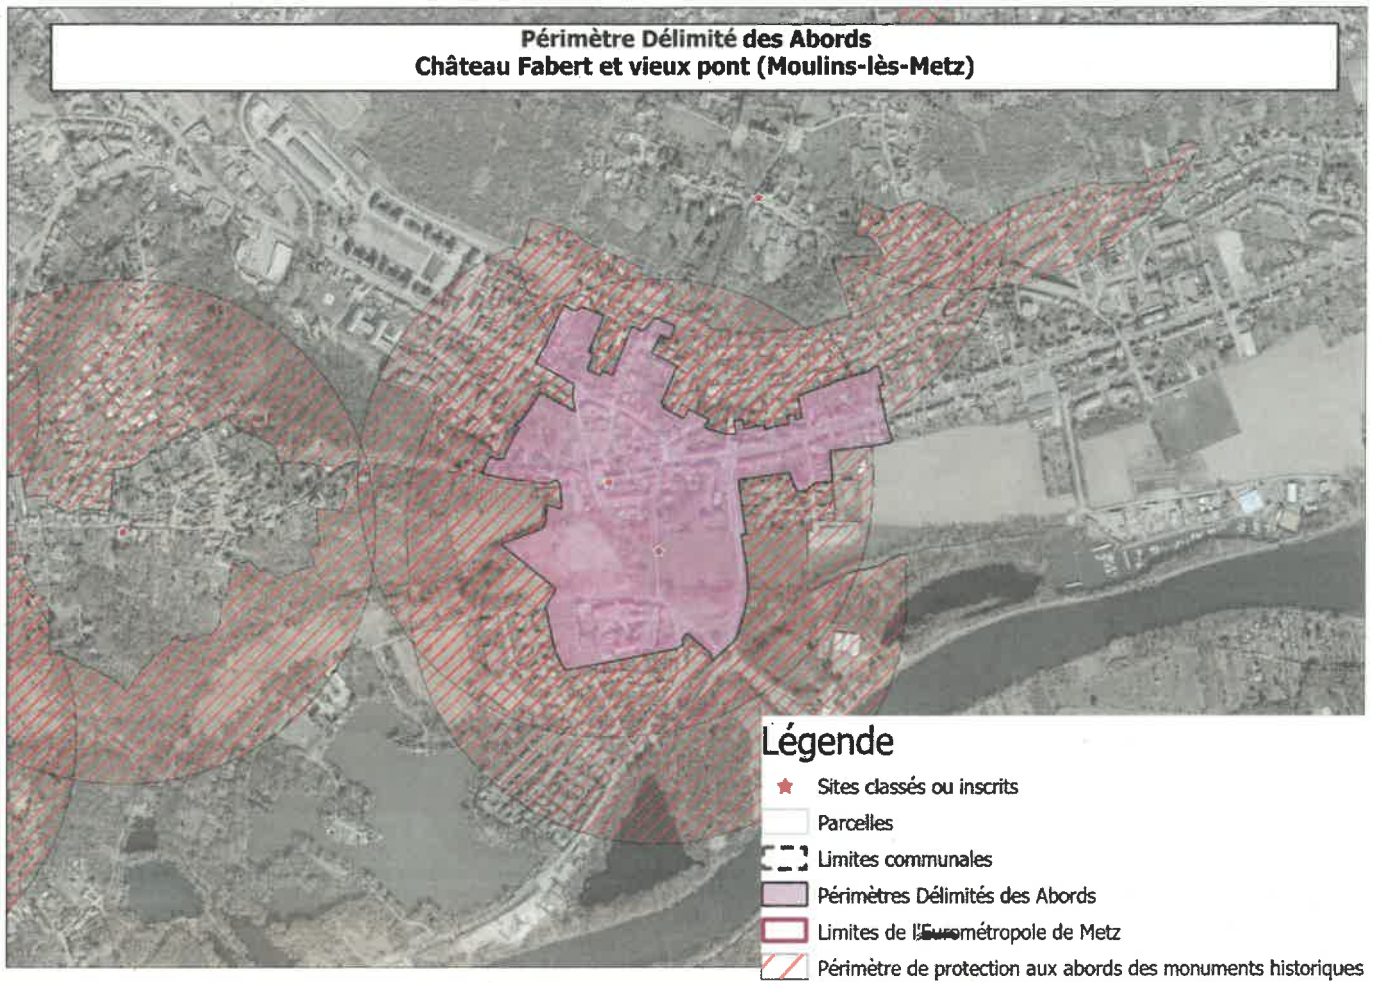 Périmètre Délimité des Abords
Château Fabert et vieux pont (Moulins-lès-Metz)
Légende
Sites classés ou inscrits
Parcelles
Limites communales
Périmètres Délimités des Abords
Limites de l'Eurométropole de Metz
Périmètre de protection aux abords des monuments historiques